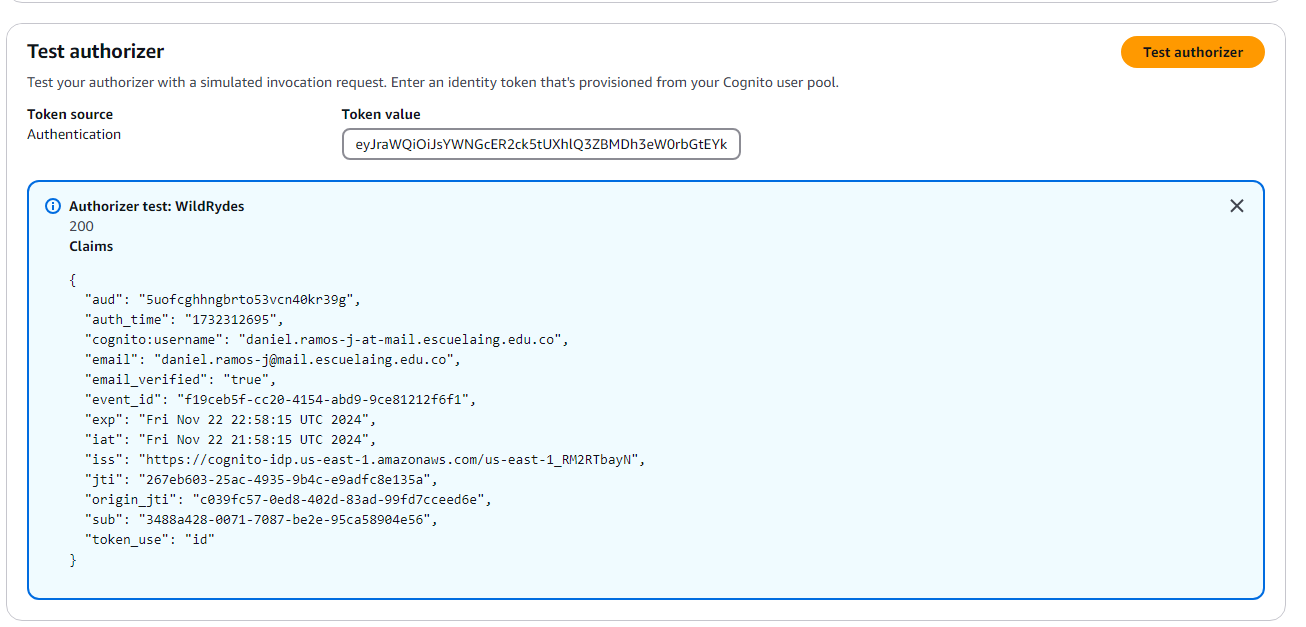 Test authorizer
Test authorizer
Test your authorizer with a simulated invocation request. Enter an identity token that's provisioned from your Cognito user pool.
Token source
Token value
Authentication
eyJraWQiOiJsYWNGcER2ck5tUXhlQ3ZBMDh3eW0rbGtEYk
Authorizer test: WildRydes
200
Claims
{
"aud": "5uofcghhngbrto53vcn40kr39g",
"auth_time": "1732312695",
"cognito:username": "daniel.ramos-j-at-mail.escuelaing.edu.co",
"email": "daniel.ramos-j@mail.escuelaing.edu.co",
"email_verified": "true",
"event_id": "f19ceb5f-cc20-4154-abd9-9ce81212f6f1",
"exp": "Fri Nov 22 22:58:15 UTC 2024",
"iat": "Fri Nov 22 21:58:15 UTC 2024",
"iss": "https://cognito-idp.us-east-1.amazonaws.com/us-east-1_RM2RTbayN",
"jti": "267eb603-25ac-4935-9b4c-e9adfc8e135a",
"origin_jti": "c039fc57-0ed8-402d-83ad-99fd7cceed6e",
"sub": "3488a428-0071-7087-be2e-95ca58904e56",
"token_use": "id"
}